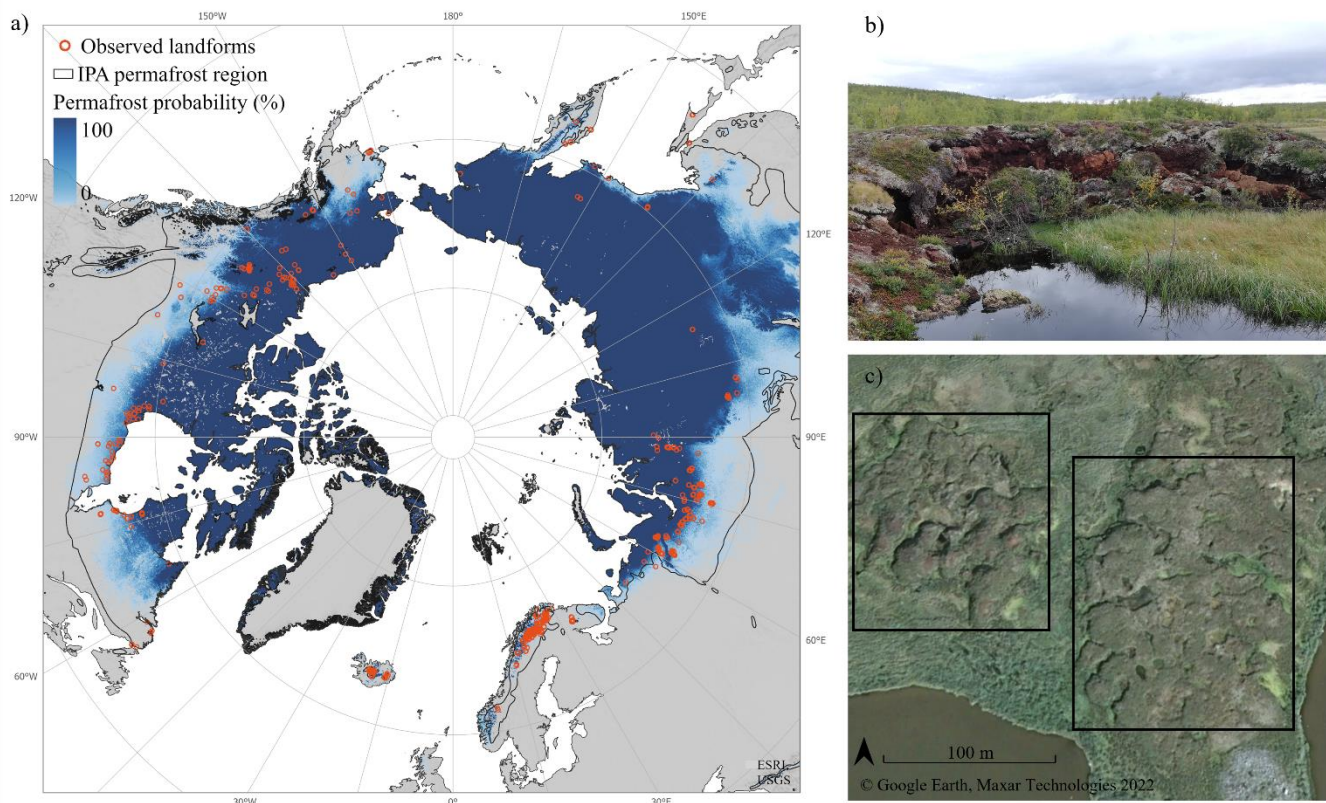 a)
150°W
180°
150°E
Observed landforms
IPA permafrost region
Permafrost probability (%)
100
0
120°W
120°E
90°W
90°E
60°W
60°E
30°W
0°
30°E
ESRI,
USGS
b)
c)
100 m
© Google Earth, Maxar Technologies 2022